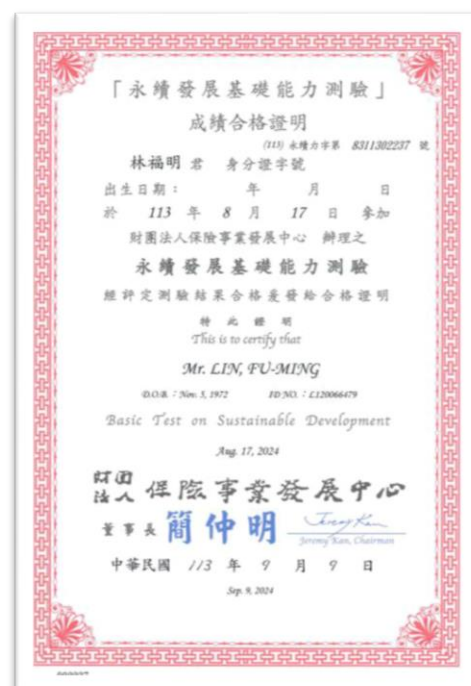 「永續發展基礎能力測驗」
成績合格證明
(113) 永續力字第 8311302237 號
林福明 君 身分證字號
出生日期： 年 月 日
於 113 年 8 月 17 日 參加
財團法人保險事業發展中心 辦理之
永續發展基礎能力測驗
經評定測驗結果合格爰發給合格證明
特此證明
This is to certify that
Mr. LIN, FU-MING
D.O.B.：Nov. 5, 1972 ID NO.：L120066479
Basic Test on Sustainable Development
Aug. 17, 2024
財團法人 保險事業發展中心
董事長 簡仲明 Jeremy Kan
Jeremy Kan, Chairman
中華民國 113 年 9 月 9 日
Sep. 9, 2024